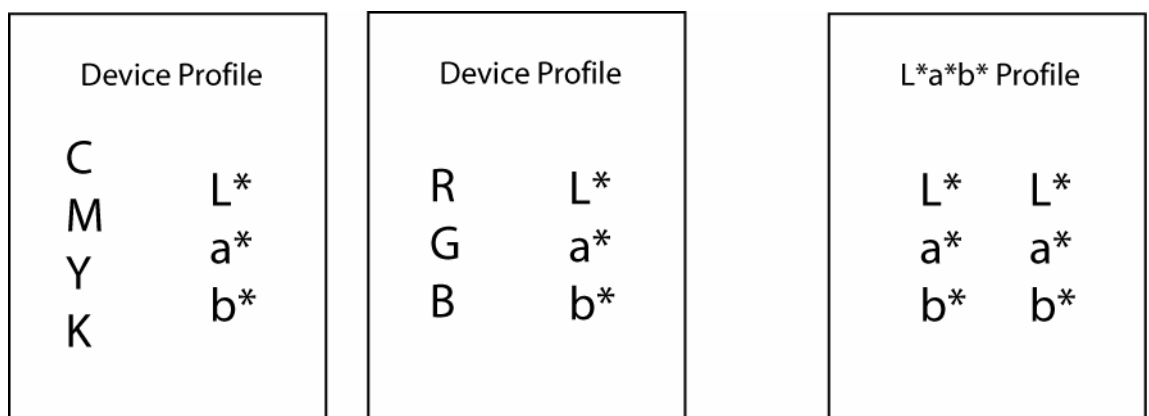 Device Profile
C
M
Y
K
L*
a*
b*
Device Profile
R
G
B
L*
a*
b*
L*a*b* Profile
L* L*
a* a*
b* b*